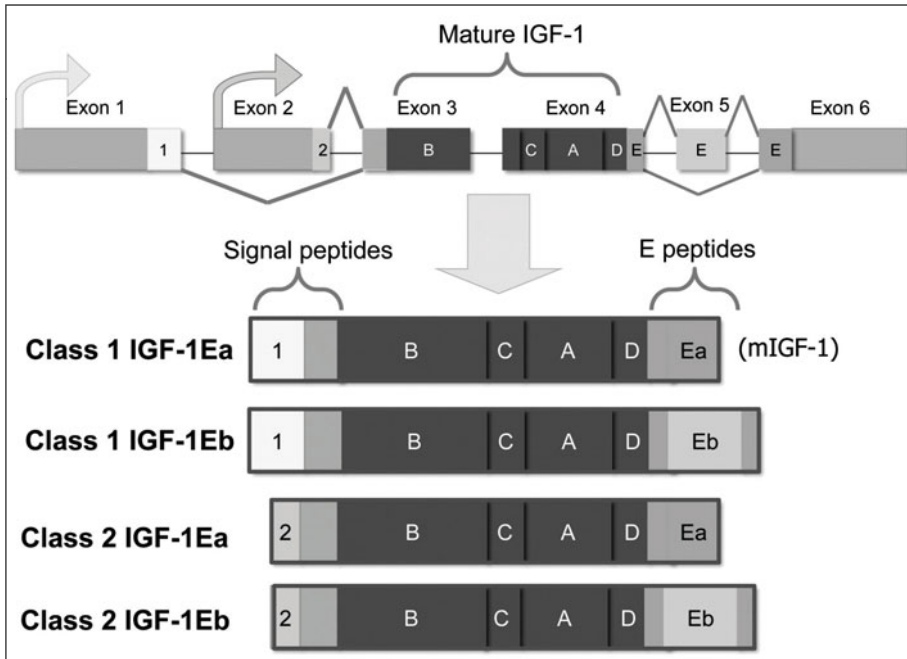 Mature IGF-1
Exon 1 Exon 2 Exon 3 Exon 4 Exon 5 Exon 6
1 2 B C A D E E E
Signal peptides E peptides
Class 1 IGF-1Ea 1 B C A D Ea (mIGF-1)
Class 1 IGF-1Eb 1 B C A D Eb
Class 2 IGF-1Ea 2 B C A D Ea
Class 2 IGF-1Eb 2 B C A D Eb